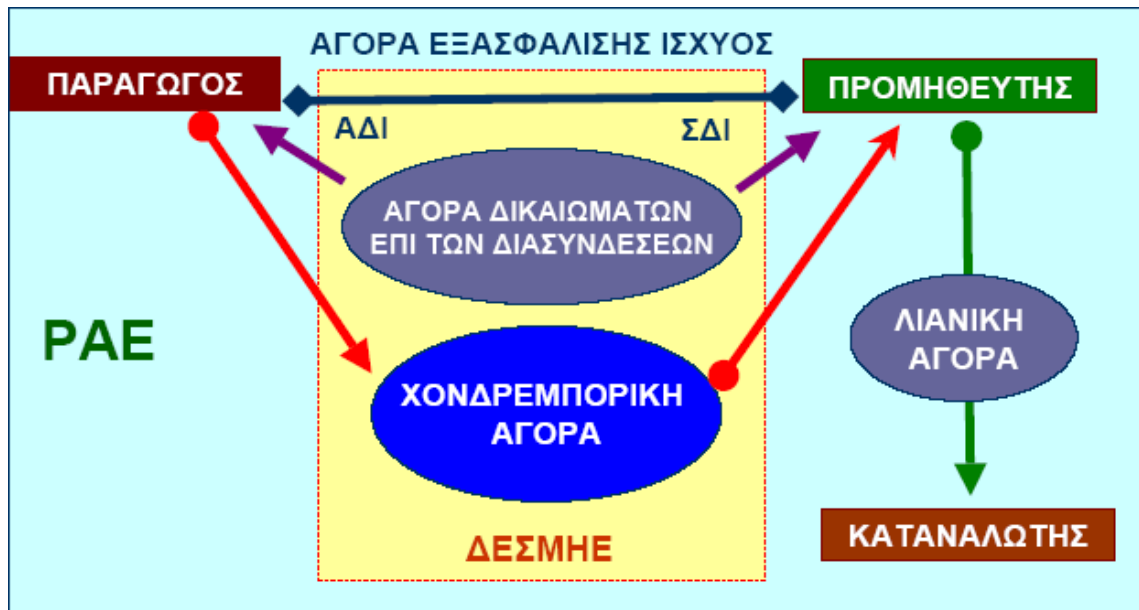 ΑΓΟΡΑ ΕΞΑΣΦΑΛΙΣΗΣ ΙΣΧΥΟΣ
ΠΑΡΑΓΩΓΟΣ
ΠΡΟΜΗΘΕΥΤΗΣ
ΑΔΙ
ΣΔΙ
ΑΓΟΡΑ ΔΙΚΑΙΩΜΑΤΩΝ
ΕΠΙ ΤΩΝ ΔΙΑΣΥΝΔΕΣΕΩΝ
ΡΑΕ
ΛΙΑΝΙΚΗ
ΑΓΟΡΑ
ΧΟΝΔΡΕΜΠΟΡΙΚΗ
ΑΓΟΡΑ
ΔΕΣΜΗΕ
ΚΑΤΑΝΑΛΩΤΗΣ